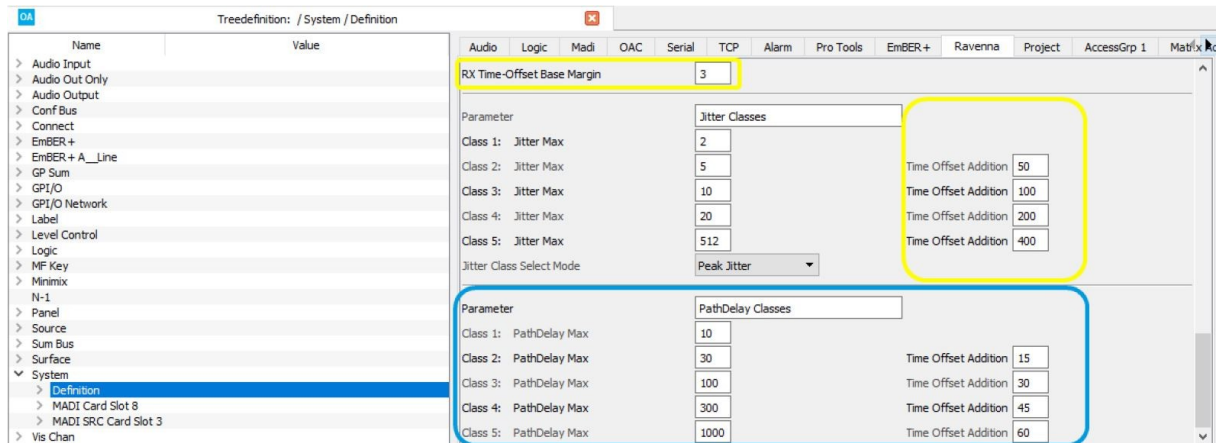 OA Treedefinition: / System / Definition
Name Value
Audio Logic Madi OAC Serial TCP Alarm Pro Tools EmBER+ Ravenna Project AccessGrp 1
> Audio Input
> Audio Out Only
> Audio Output
> Conf Bus
> Connect
> EmBER+
> EmBER+ A__Line
> GP Sum
> GPI/O
> GPI/O Network
> Label
> Level Control
> Logic
> MF Key
> Minimix
N-1
> Panel
> Source
> Sum Bus
> Surface
System
> Definition
> MADI Card Slot 8
> MADI SRC Card Slot 3
> Vis Chan
RX Time-Offset Base Margin 3
Parameter Jitter Classes
Class 1: Jitter Max 2
Class 2: Jitter Max 5 Time Offset Addition 50
Class 3: Jitter Max 10 Time Offset Addition 100
Class 4: Jitter Max 20 Time Offset Addition 200
Class 5: Jitter Max 512 Time Offset Addition 400
Jitter Class Select Mode Peak Jitter
Parameter PathDelay Classes
Class 1: PathDelay Max 10
Class 2: PathDelay Max 30 Time Offset Addition 15
Class 3: PathDelay Max 100 Time Offset Addition 30
Class 4: PathDelay Max 300 Time Offset Addition 45
Class 5: PathDelay Max 1000 Time Offset Addition 60